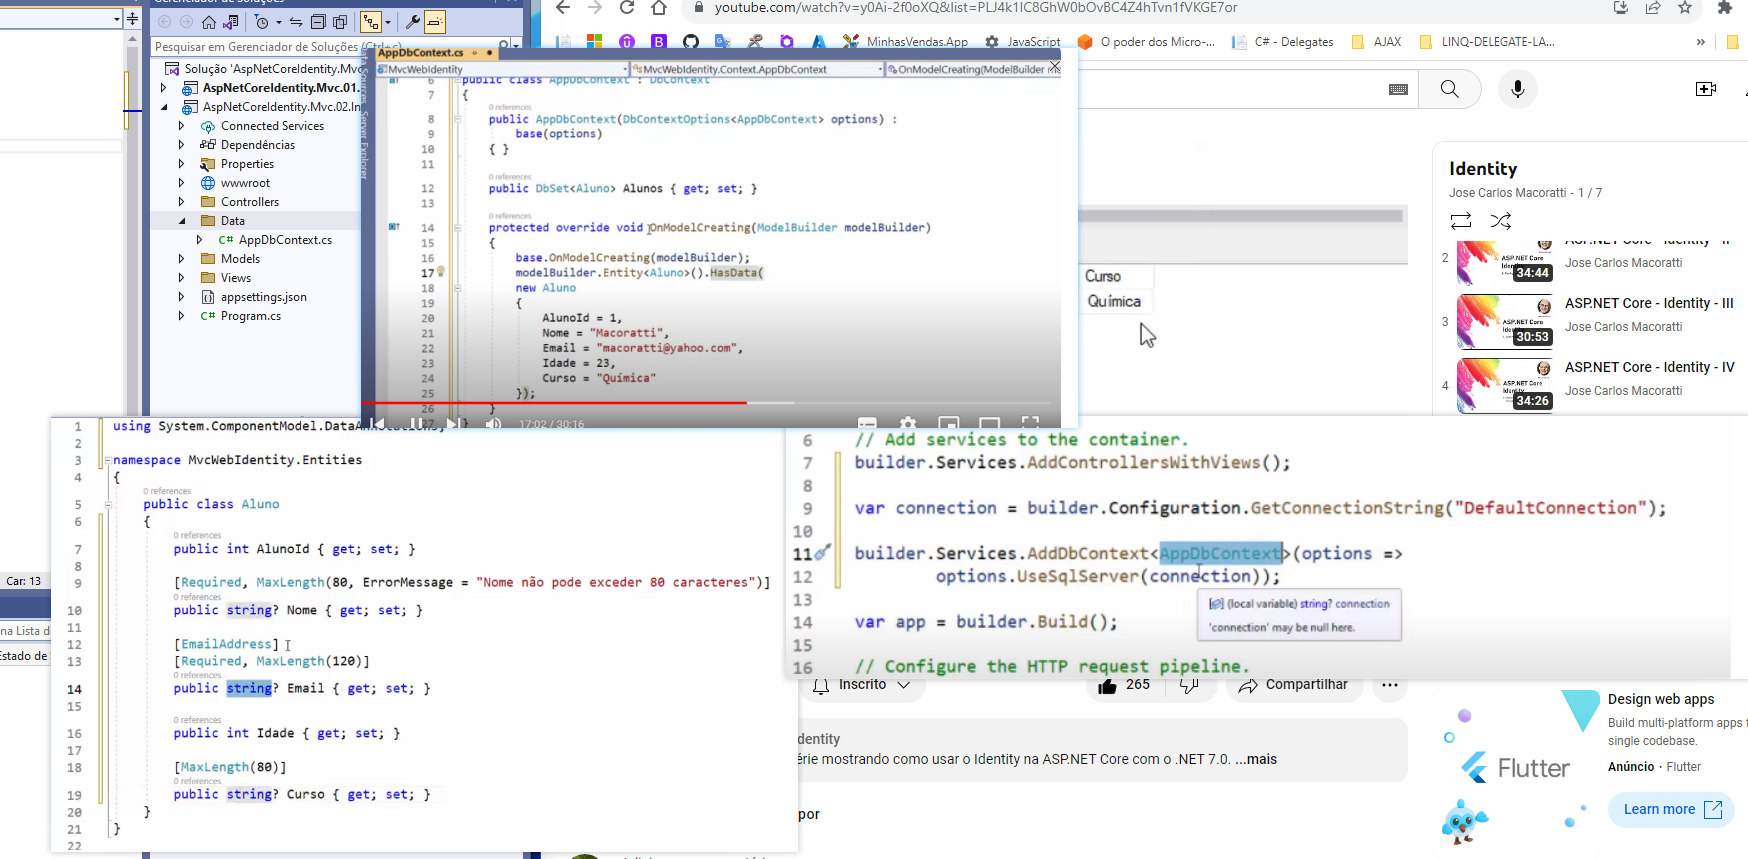 youtube.com/watch?v=y0Ai-2f0oXQ&list=PLJ4k1IC8GhW0bOvBC4Z4hTvn1fVKGE7or
MinhasVendas.App
JavaScript
O poder dos Micro-...
C# - Delegates
AJAX
LINQ-DELEGATE-LA...
»
Pesquisar em Gerenciador de Soluções (Ctrl+ç)
Solução 'AspNetCoreIdentity.Mvc
AspNetCoreIdentity.Mvc.01.
AspNetCoreIdentity.Mvc.02.In
Connected Services
Dependências
Properties
wwwroot
Controllers
Data
C# AppDbContext.cs
Models
Views
appsettings.json
C# Program.cs
Car: 13
na Lista d
Estado de
AppDbContext.cs
MvcWebIdentity
MvcWebIdentity.Context.AppDbContext
OnModelCreating(ModelBuilder
Server Explorer
6 public class AppDbContext : DbContext
7 {
0 references
8 public AppDbContext(DbContextOptions<AppDbContext> options) :
9 base(options)
10 { }
11
0 references
12 public DbSet<Aluno> Alunos { get; set; }
13
0 references
14 protected override void OnModelCreating(ModelBuilder modelBuilder)
15 {
16 base.OnModelCreating(modelBuilder);
17 modelBuilder.Entity<Aluno>().HasData(
18 new Aluno
19 {
20 AlunoId = 1,
21 Nome = "Macoratti",
22 Email = "macoratti@yahoo.com",
23 Idade = 23,
24 Curso = "Química"
25 });
26 }
17:02 / 30:16
Curso
Química
Identity
Jose Carlos Macoratti - 1 / 7
2
ASP.NET Core - Identity - II
Jose Carlos Macoratti
34:44
3
ASP.NET Core - Identity - III
Jose Carlos Macoratti
30:53
4
ASP.NET Core - Identity - IV
Jose Carlos Macoratti
34:26
1 using System.ComponentModel.DataAnnotations;
2
3 namespace MvcWebIdentity.Entities
4 {
0 references
5 public class Aluno
6 {
0 references
7 public int AlunoId { get; set; }
8
9 [Required, MaxLength(80, ErrorMessage = "Nome não pode exceder 80 caracteres")]
0 references
10 public string? Nome { get; set; }
11
12 [EmailAddress]
13 [Required, MaxLength(120)]
0 references
14 public string? Email { get; set; }
15
0 references
16 public int Idade { get; set; }
17
18 [MaxLength(80)]
0 references
19 public string? Curso { get; set; }
20 }
21 }
22
6 // Add services to the container.
7 builder.Services.AddControllersWithViews();
8
9 var connection = builder.Configuration.GetConnectionString("DefaultConnection");
10
11 builder.Services.AddDbContext<AppDbContext>(options =>
12 options.UseSqlServer(connection));
13
(local variable) string? connection
'connection' may be null here.
14 var app = builder.Build();
15
16 // Configure the HTTP request pipeline.
Inscrito
265
Compartilhar
...
dentity
érie mostrando como usar o Identity na ASP.NET Core com o .NET 7.0. ...mais
por
Flutter
Design web apps
Build multi-platform apps f
single codebase.
Anúncio · Flutter
Learn more